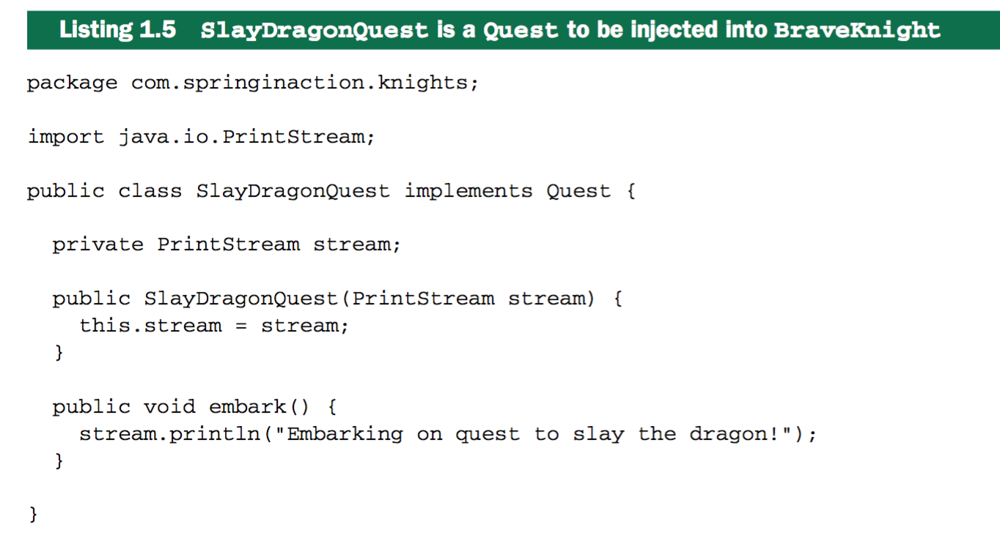 Listing 1.5 SlayDragonQuest is a Quest to be injected into BraveKnight
package com.springinaction.knights;
import java.io.PrintStream;
public class SlayDragonQuest implements Quest {
private PrintStream stream;
public SlayDragonQuest(PrintStream stream) {
this.stream = stream;
}
public void embark() {
stream.println("Embarking on quest to slay the dragon!");
}
}